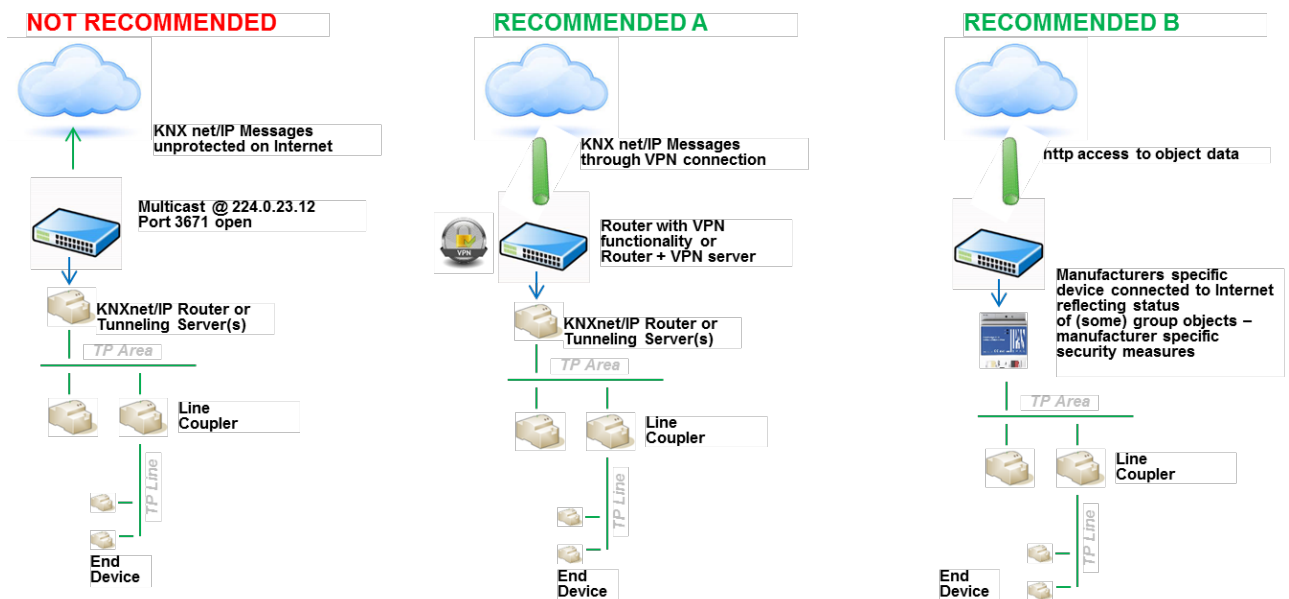 NOT RECOMMENDED
KNX net/IP Messages
unprotected on Internet
Multicast @ 224.0.23.12
Port 3671 open
KNXnet/IP Router or
Tunneling Server(s)
TP Area
Line
Coupler
TP Line
End
Device
RECOMMENDED A
KNX net/IP Messages
through VPN connection
VPN
Router with VPN
functionality or
Router + VPN server
KNXnet/IP Router or
Tunneling Server(s)
TP Area
Line
Coupler
TP Line
End
Device
RECOMMENDED B
http access to object data
Manufacturers specific
device connected to Internet
reflecting status
of (some) group objects –
manufacturer specific
security measures
TP Area
Line
Coupler
TP Line
End
Device